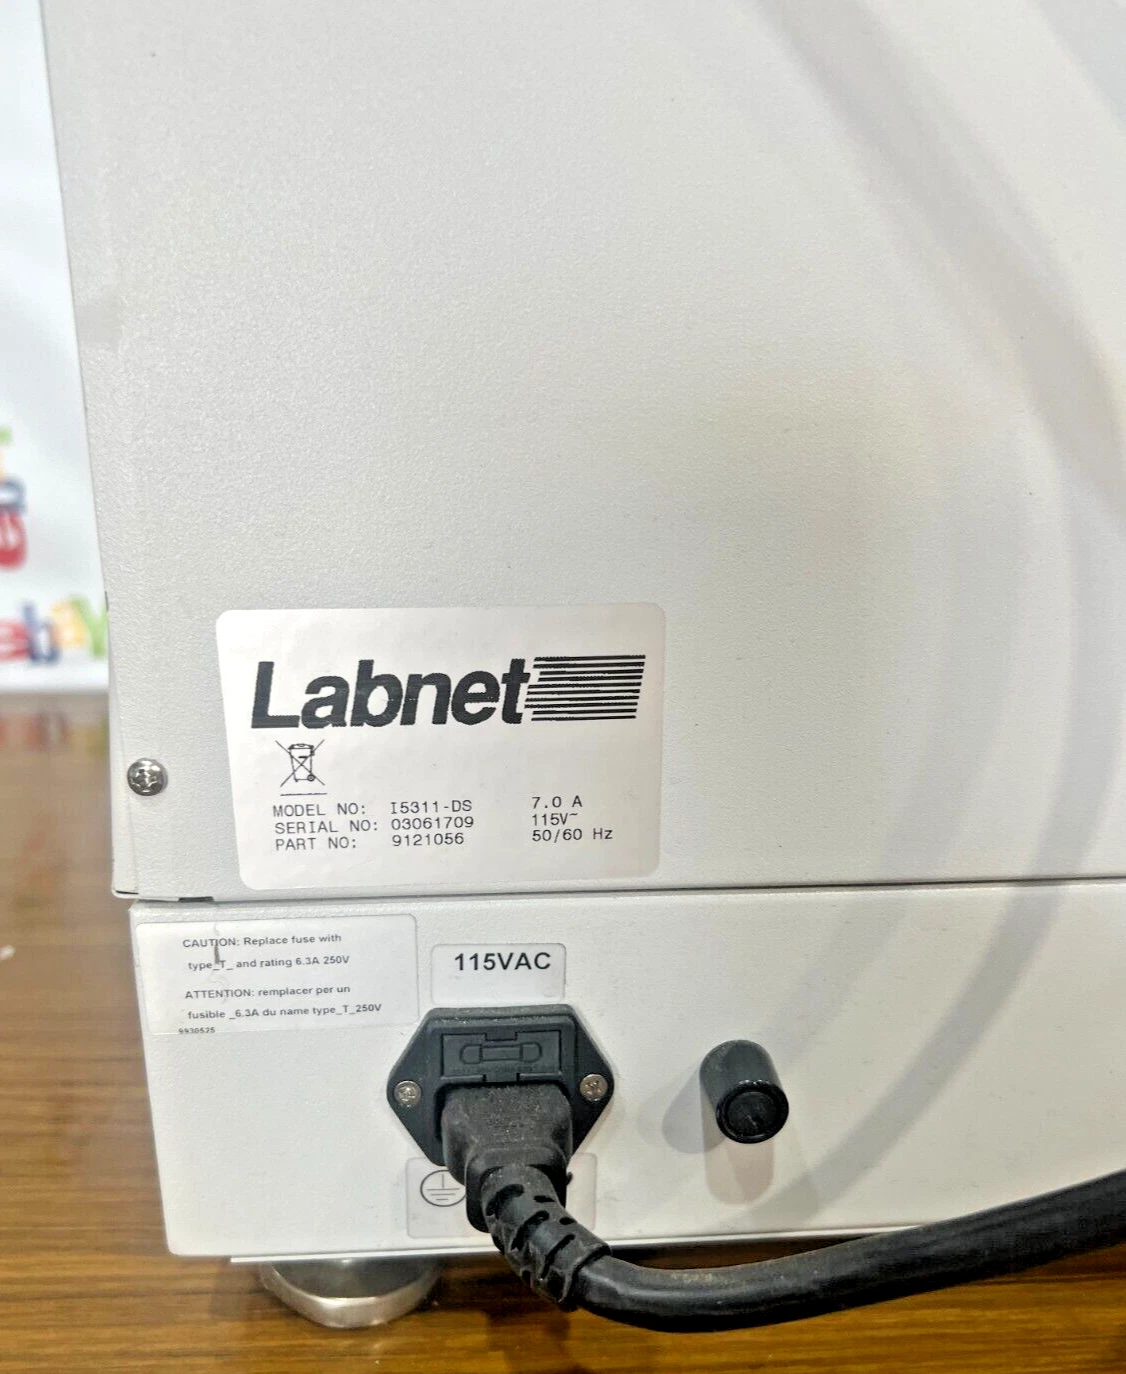 ebay
Labnet
MODEL NO: I5311-DS 7.0 A
SERIAL NO: 03061709 115V~
PART NO: 9121056 50/60 Hz
CAUTION: Replace fuse with
type_T_ and rating 6.3A 250V
ATTENTION: remplacer per un
fusible _6.3A du name type_T_250V
9930525
115VAC